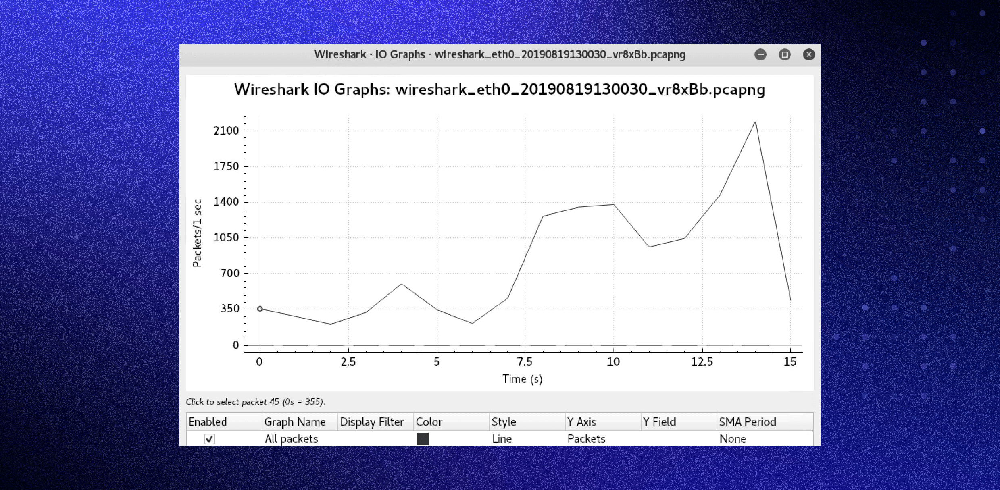 Wireshark · IO Graphs · wireshark_eth0_20190819130030_vr8xBb.pcapng
Wireshark IO Graphs: wireshark_eth0_20190819130030_vr8xBb.pcapng
Packets/1 sec
2100
1750
1400
1050
700
350
0
0 2.5 5 7.5 10 12.5 15
Time (s)
Click to select packet 45 (0s = 355).
Enabled Graph Name Display Filter Color Style Y Axis Y Field SMA Period
All packets Line Packets None